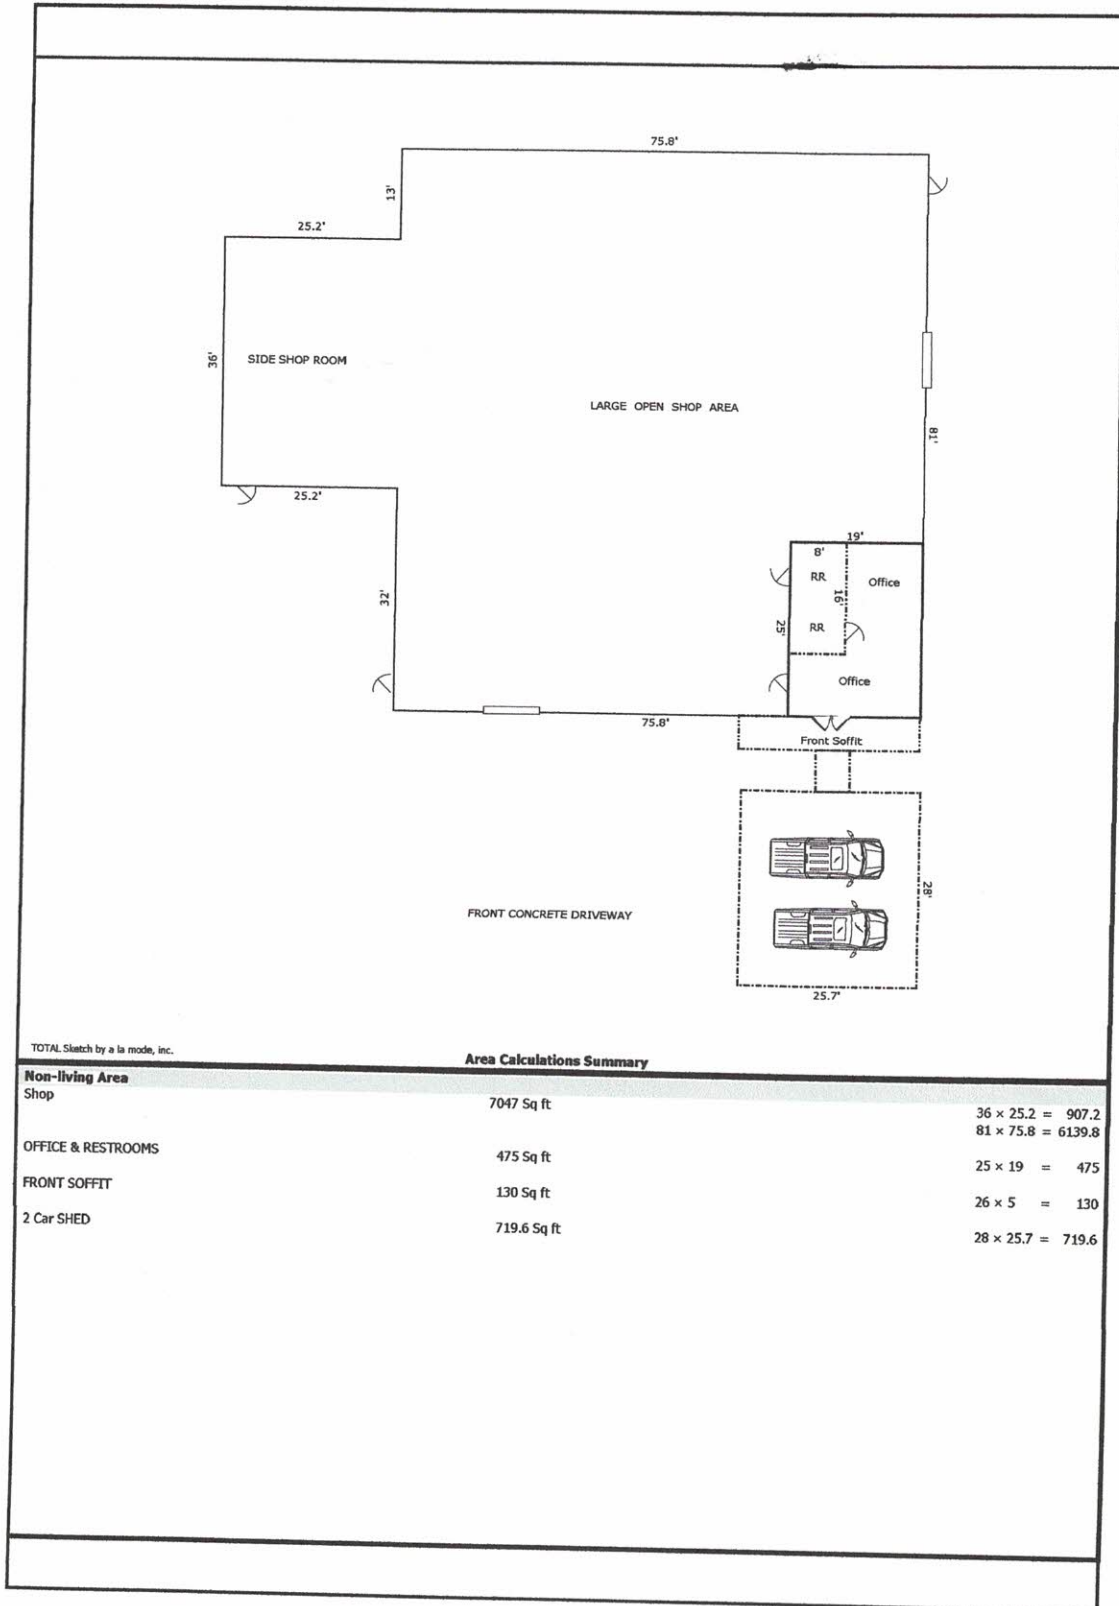 75.8'
13'
25.2'
36'
SIDE SHOP ROOM
LARGE OPEN SHOP AREA
81'
25.2'
19'
8'
RR
Office
16'
32'
25'
RR
Office
75.8'
Front Soffit
28'
FRONT CONCRETE DRIVEWAY
25.7'
TOTAL Sketch by a la mode, inc.
Area Calculations Summary
Non-living Area
Shop 7047 Sq ft 36 × 25.2 = 907.2
81 × 75.8 = 6139.8
OFFICE & RESTROOMS 475 Sq ft 25 × 19 = 475
FRONT SOFFIT 130 Sq ft 26 × 5 = 130
2 Car SHED 719.6 Sq ft 28 × 25.7 = 719.6